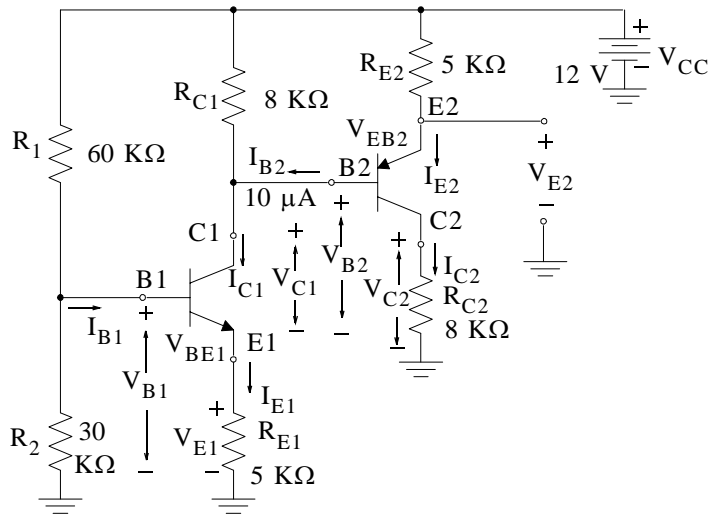 R_E2 5 KΩ
+
V_CC
12 V −
R_C1 8 KΩ
E2
R_1 60 KΩ
V_EB2
I_B2 B2
10 μA
I_E2
+
V_E2
−
C1
C2
I_C1
+
V_C1
−
+
V_B2
−
+
V_C2
−
I_C2
R_C2
8 KΩ
B1
I_B1
+
V_B1
−
V_BE1 E1
I_E1
R_2 30
KΩ
+
V_E1
−
R_E1
5 KΩ